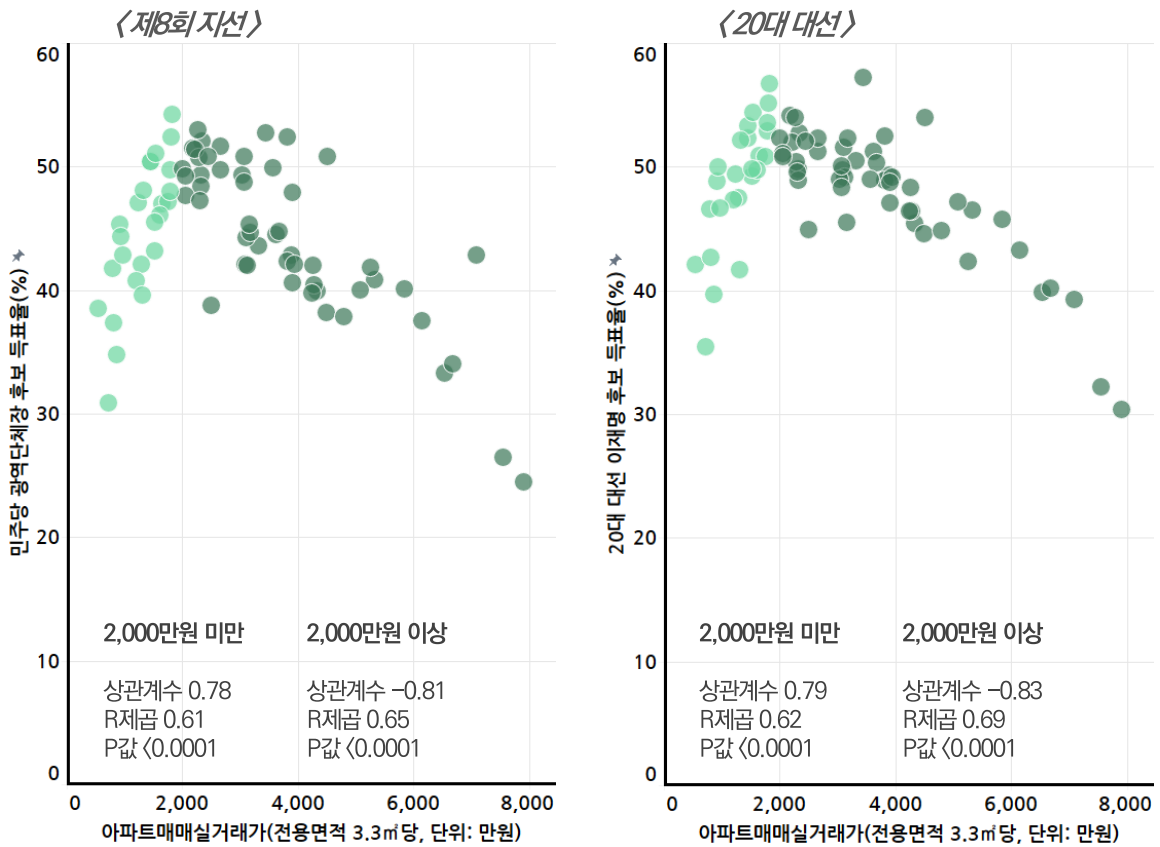 〈제8회 지선〉
60
50
40
30
20
10
0
민주당 광역단체장 후보 득표율(%)
2,000만원 미만
상관계수 0.78
R제곱 0.61
P값 〈0.0001
2,000만원 이상
상관계수 -0.81
R제곱 0.65
P값 〈0.0001
0 2,000 4,000 6,000 8,000
아파트매매실거래가(전용면적 3.3㎡당, 단위: 만원)
〈20대 대선〉
60
50
40
30
20
10
0
20대 대선 이재명 후보 득표율(%)
2,000만원 미만
상관계수 0.79
R제곱 0.62
P값 〈0.0001
2,000만원 이상
상관계수 -0.83
R제곱 0.69
P값 〈0.0001
0 2,000 4,000 6,000 8,000
아파트매매실거래가(전용면적 3.3㎡당, 단위: 만원)